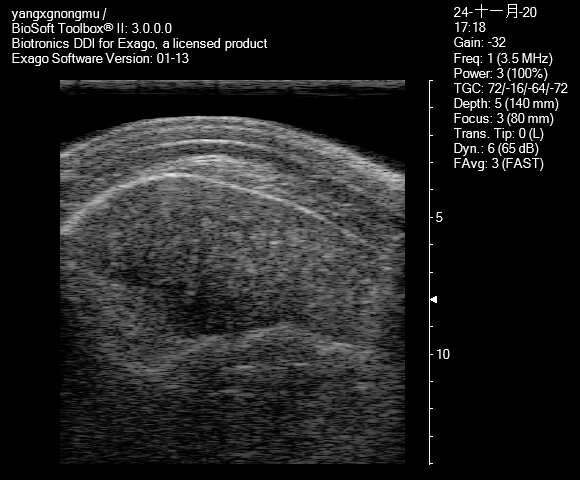 yangxgnongmu /
BioSoft Toolbox® II: 3.0.0.0
Biotronics DDI for Exago, a licensed product
Exago Software Version: 01-13
24-十一月-20
17:18
Gain: -32
Freq: 1 (3.5 MHz)
Power: 3 (100%)
TGC: 72/-16/-64/-72
Depth: 5 (140 mm)
Focus: 3 (80 mm)
Trans. Tip: 0 (L)
Dyn.: 6 (65 dB)
FAvg: 3 (FAST)
5
10